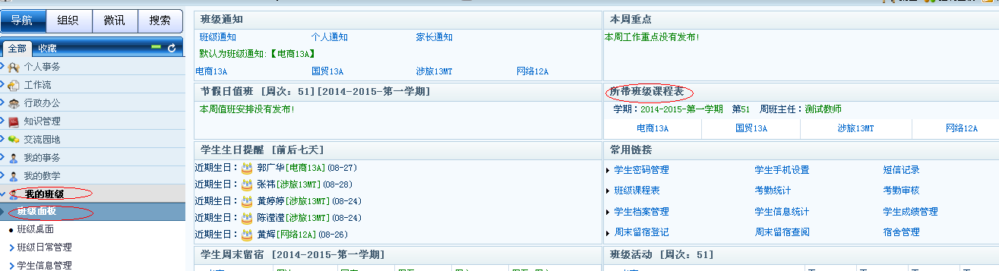 导航 组织 微讯 搜索
全部 收藏
个人事务
工作流
行政办公
知识管理
交流园地
我的事务
我的教学
我的班级
班级面板
班级桌面
班级日常管理
学生信息管理
班级通知
班级通知 个人通知 家长通知
默认为班级通知:【电商13A】
电商13A 国贸13A 涉旅13MT 网络12A
节假日值班 [周次: 51][2014-2015-第一学期]
本周值班安排没有发布!
学生生日提醒 [前后七天]
近期生日: 郭广华[电商13A](08-27)
近期生日: 张祎[涉旅13MT](08-28)
近期生日: 黄婷婷[涉旅13MT](08-24)
近期生日: 陈滢滢[涉旅13MT](08-24)
近期生日: 黄辉[网络12A](08-26)
学生周末留宿 [2014-2015-第一学期]
本周重点
本周工作重点没有发布!
所带班级课程表
学期: 2014-2015-第一学期 第51 周班主任: 测试教师
电商13A 国贸13A 涉旅13MT 网络12A
常用链接
学生密码管理 学生手机设置 短信记录
班级课程表 考勤统计 考勤审核
学生档案管理 学生信息统计 学生成绩管理
周末留宿登记 周末留宿查阅 宿舍管理
班级活动 [周次: 51]